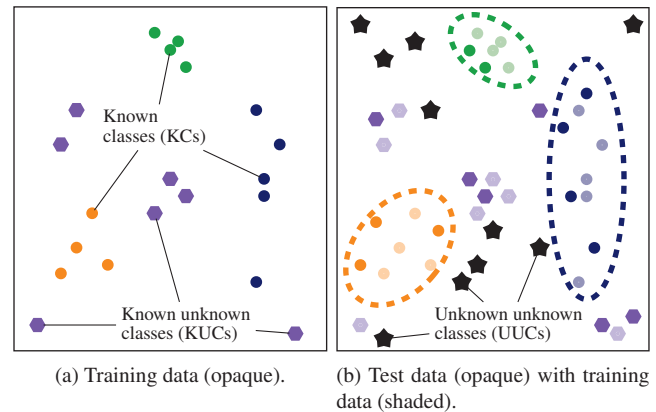 Known
classes (KCs)
Known unknown
classes (KUCs)
Unknown unknown
classes (UUCs)
(a) Training data (opaque).
(b) Test data (opaque) with training
data (shaded).